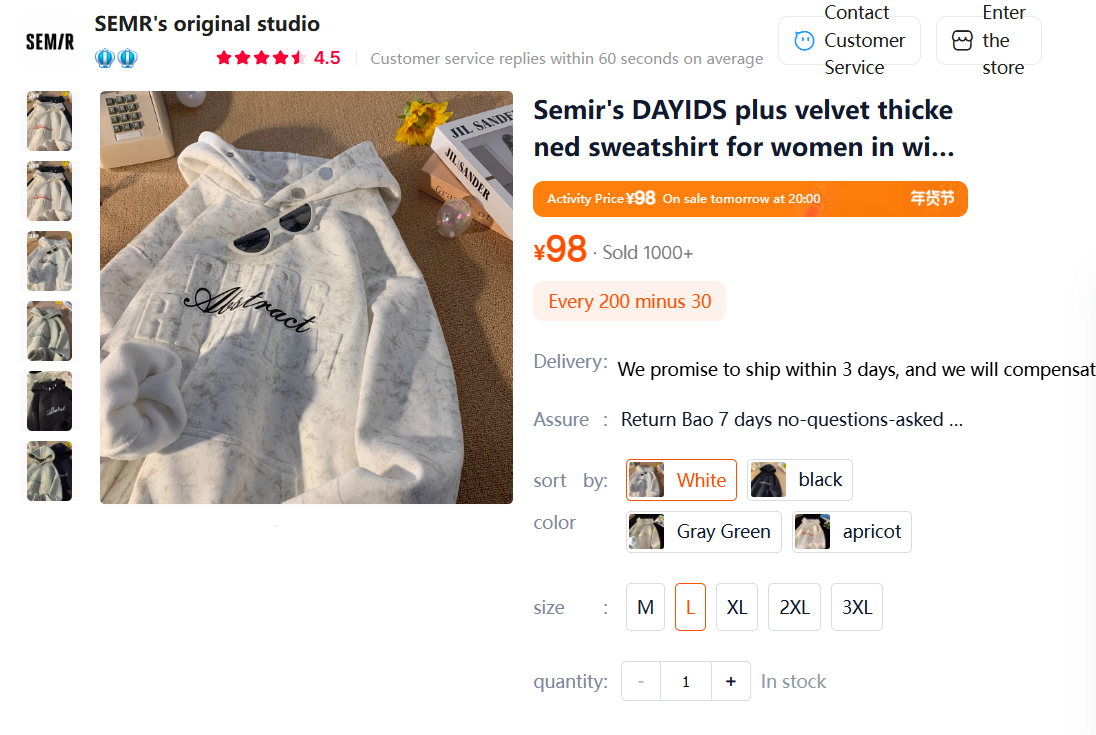 SEMR's original studio
SEM/R
4.5
Customer service replies within 60 seconds on average
Contact
Customer
Service
Enter
the
store
JIL SANDE
JIL SANDER
Abstract
Semir's DAYIDS plus velvet thicke
ned sweatshirt for women in wi...
Activity Price ¥98 On sale tomorrow at 20:00
年货节
¥98 · Sold 1000+
Every 200 minus 30
Delivery: We promise to ship within 3 days, and we will compensat
Assure : Return Bao 7 days no-questions-asked ...
sort by: White black
color Gray Green apricot
size : M L XL 2XL 3XL
quantity: - 1 + In stock